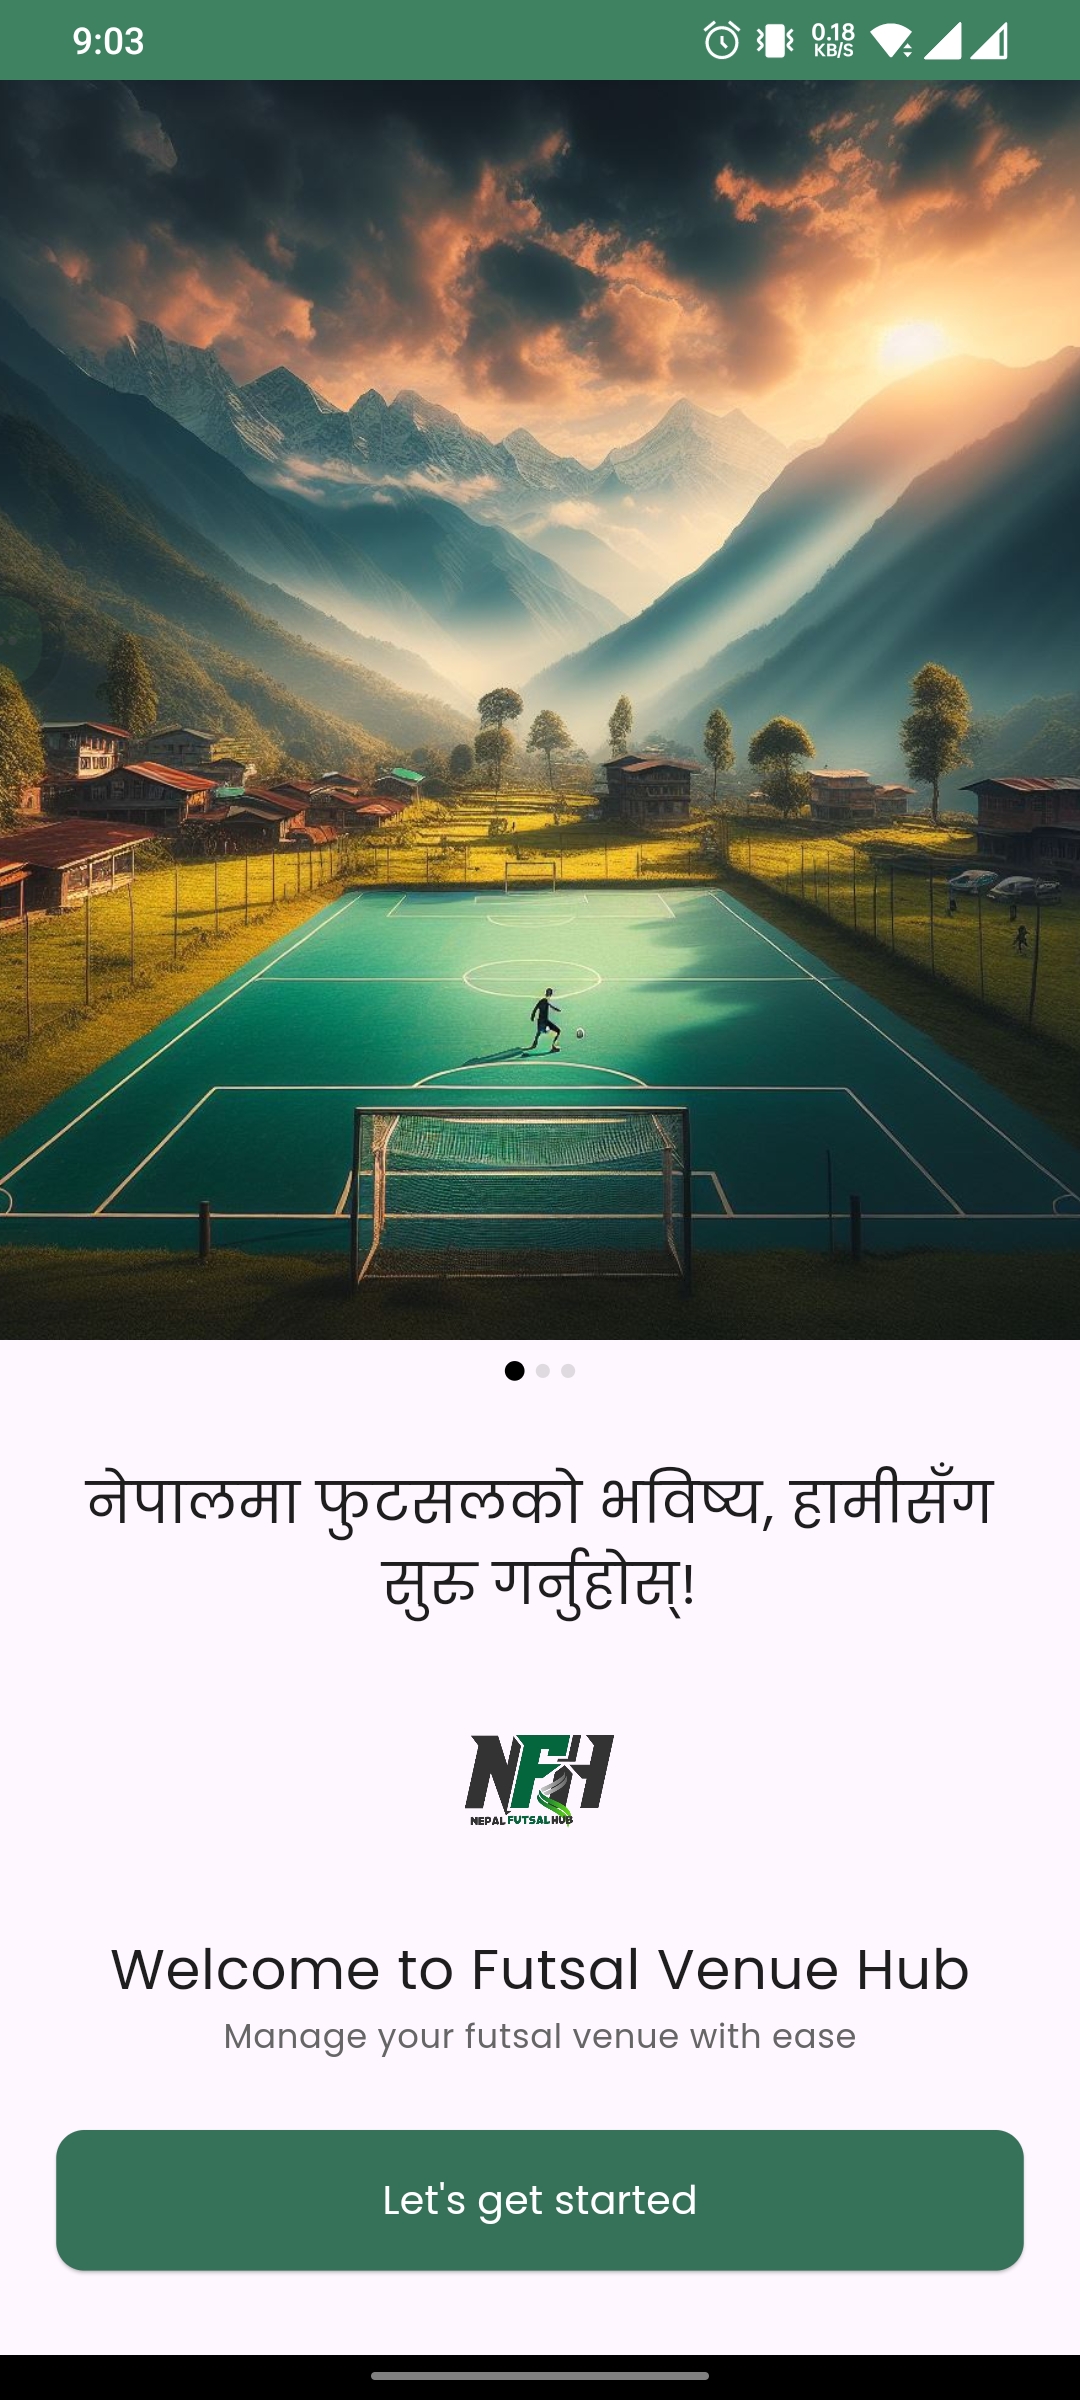 9:03
0.18
KB/S
नेपालमा फुटसलको भविष्य, हामीसँग
सुरु गर्नुहोस्!
NFH
NEPAL FUTSAL HUB
Welcome to Futsal Venue Hub
Manage your futsal venue with ease
Let's get started